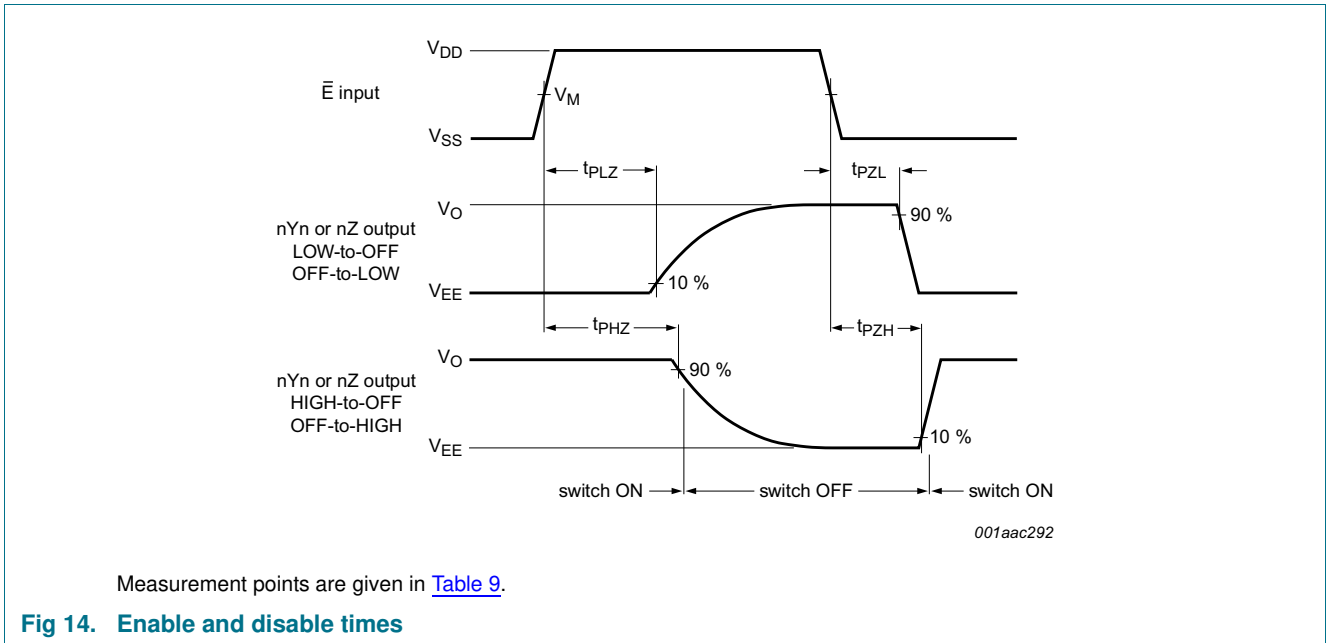 VDD
E̅ input
VM
VSS
tPLZ
tPZL
VO
90 %
nYn or nZ output
LOW-to-OFF
OFF-to-LOW
10 %
VEE
tPHZ
tPZH
VO
90 %
nYn or nZ output
HIGH-to-OFF
OFF-to-HIGH
10 %
VEE
switch ON
switch OFF
switch ON
001aac292
Measurement points are given in Table 9.
Fig 14. Enable and disable times